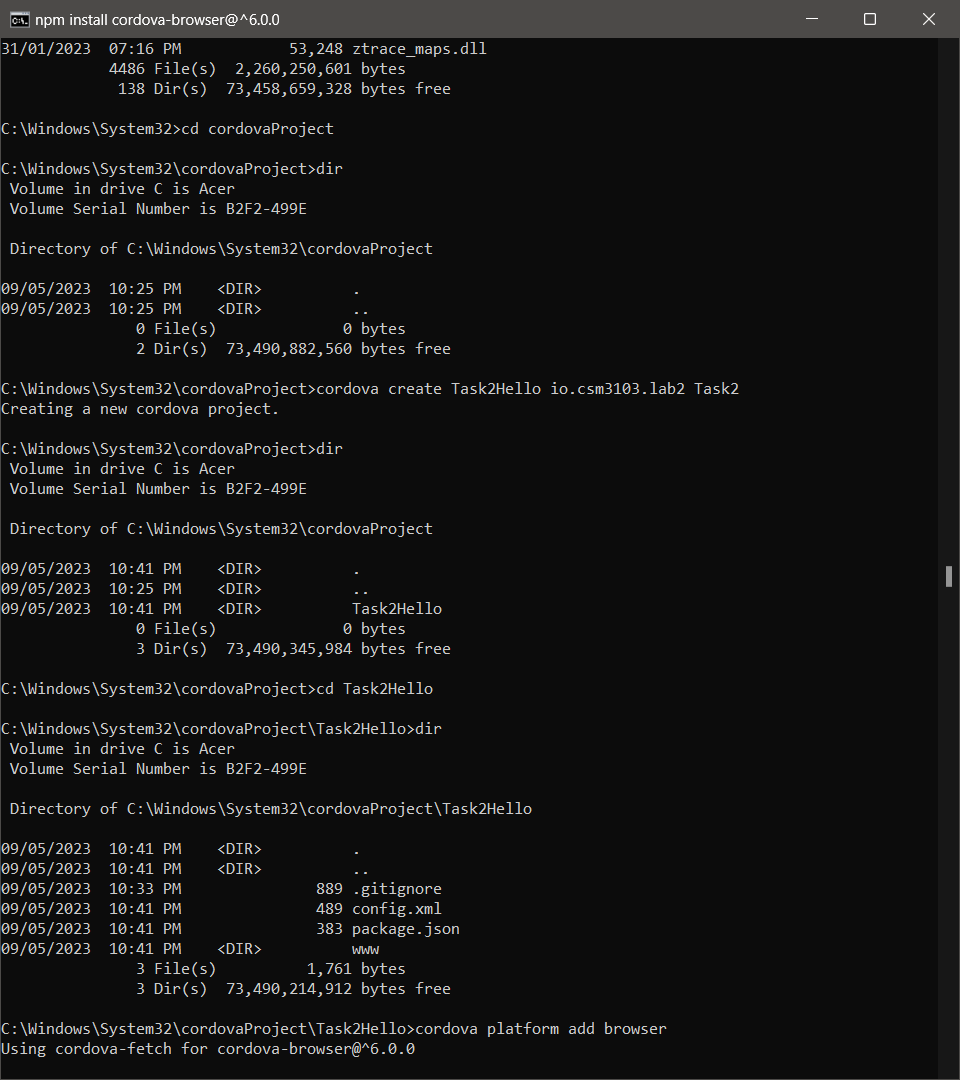 npm install cordova-browser@^6.0.0
31/01/2023  07:16 PM            53,248 ztrace_maps.dll
            4486 File(s)  2,260,250,601 bytes
             138 Dir(s)  73,458,659,328 bytes free
C:\Windows\System32>cd cordovaProject
C:\Windows\System32\cordovaProject>dir
 Volume in drive C is Acer
 Volume Serial Number is B2F2-499E
 Directory of C:\Windows\System32\cordovaProject
09/05/2023  10:25 PM    <DIR>          .
09/05/2023  10:25 PM    <DIR>          ..
               0 File(s)              0 bytes
               2 Dir(s)  73,490,882,560 bytes free
C:\Windows\System32\cordovaProject>cordova create Task2Hello io.csm3103.lab2 Task2
Creating a new cordova project.
C:\Windows\System32\cordovaProject>dir
 Volume in drive C is Acer
 Volume Serial Number is B2F2-499E
 Directory of C:\Windows\System32\cordovaProject
09/05/2023  10:41 PM    <DIR>          .
09/05/2023  10:25 PM    <DIR>          ..
09/05/2023  10:41 PM    <DIR>          Task2Hello
               0 File(s)              0 bytes
               3 Dir(s)  73,490,345,984 bytes free
C:\Windows\System32\cordovaProject>cd Task2Hello
C:\Windows\System32\cordovaProject\Task2Hello>dir
 Volume in drive C is Acer
 Volume Serial Number is B2F2-499E
 Directory of C:\Windows\System32\cordovaProject\Task2Hello
09/05/2023  10:41 PM    <DIR>          .
09/05/2023  10:41 PM    <DIR>          ..
09/05/2023  10:33 PM               889 .gitignore
09/05/2023  10:41 PM               489 config.xml
09/05/2023  10:41 PM               383 package.json
09/05/2023  10:41 PM    <DIR>          www
               3 File(s)          1,761 bytes
               3 Dir(s)  73,490,214,912 bytes free
C:\Windows\System32\cordovaProject\Task2Hello>cordova platform add browser
Using cordova-fetch for cordova-browser@^6.0.0